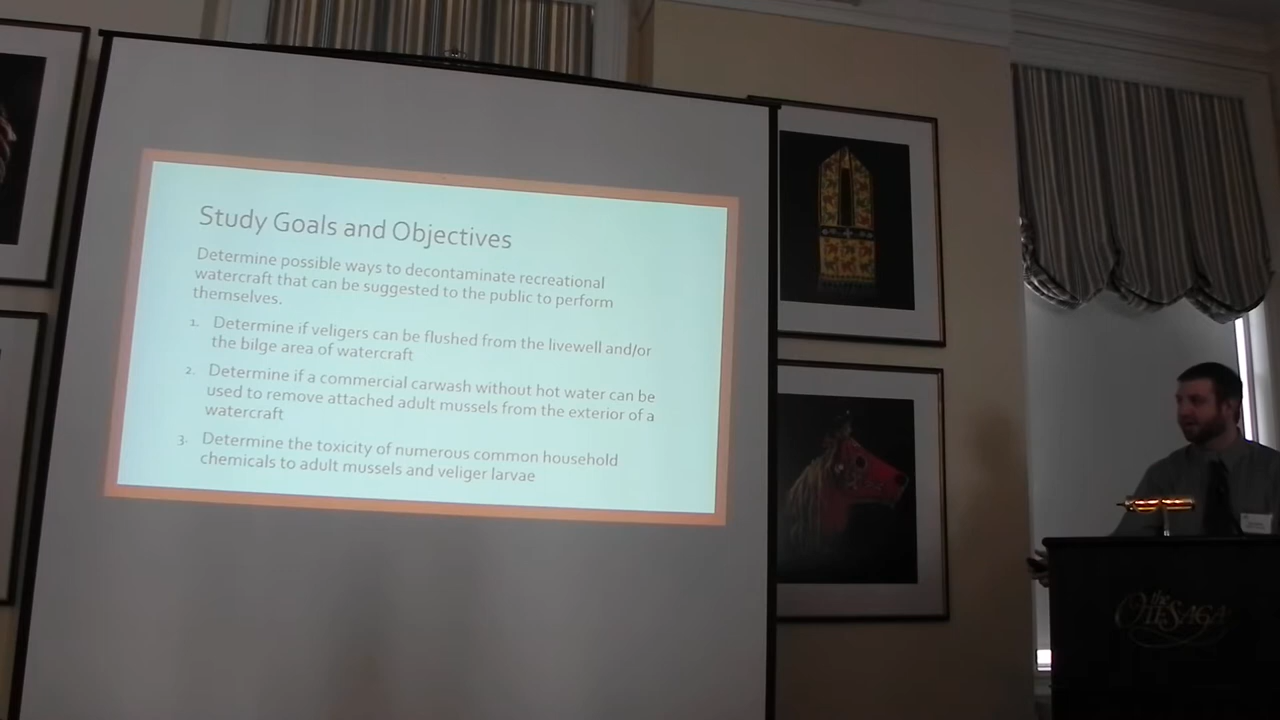 Study Goals and Objectives
Determine possible ways to decontaminate recreational
watercraft that can be suggested to the public to perform
themselves.
1. Determine if veligers can be flushed from the livewell and/or
the bilge area of watercraft
2. Determine if a commercial carwash without hot water can be
used to remove attached adult mussels from the exterior of a
watercraft
3. Determine the toxicity of numerous common household
chemicals to adult mussels and veliger larvae
the
OTESAGA